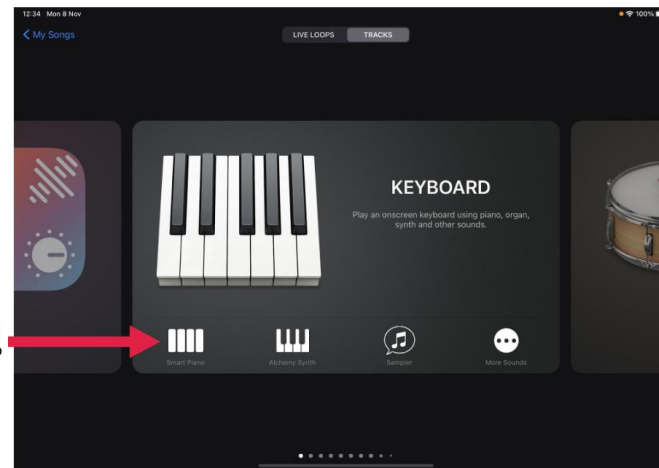 12:34 Mon 8 Nov
100%
My Songs
LIVE LOOPS TRACKS
KEYBOARD
Play an onscreen keyboard using piano, organ,
synth and other sounds.
Smart Piano
Alchemy Synth
Sampler
More Sounds